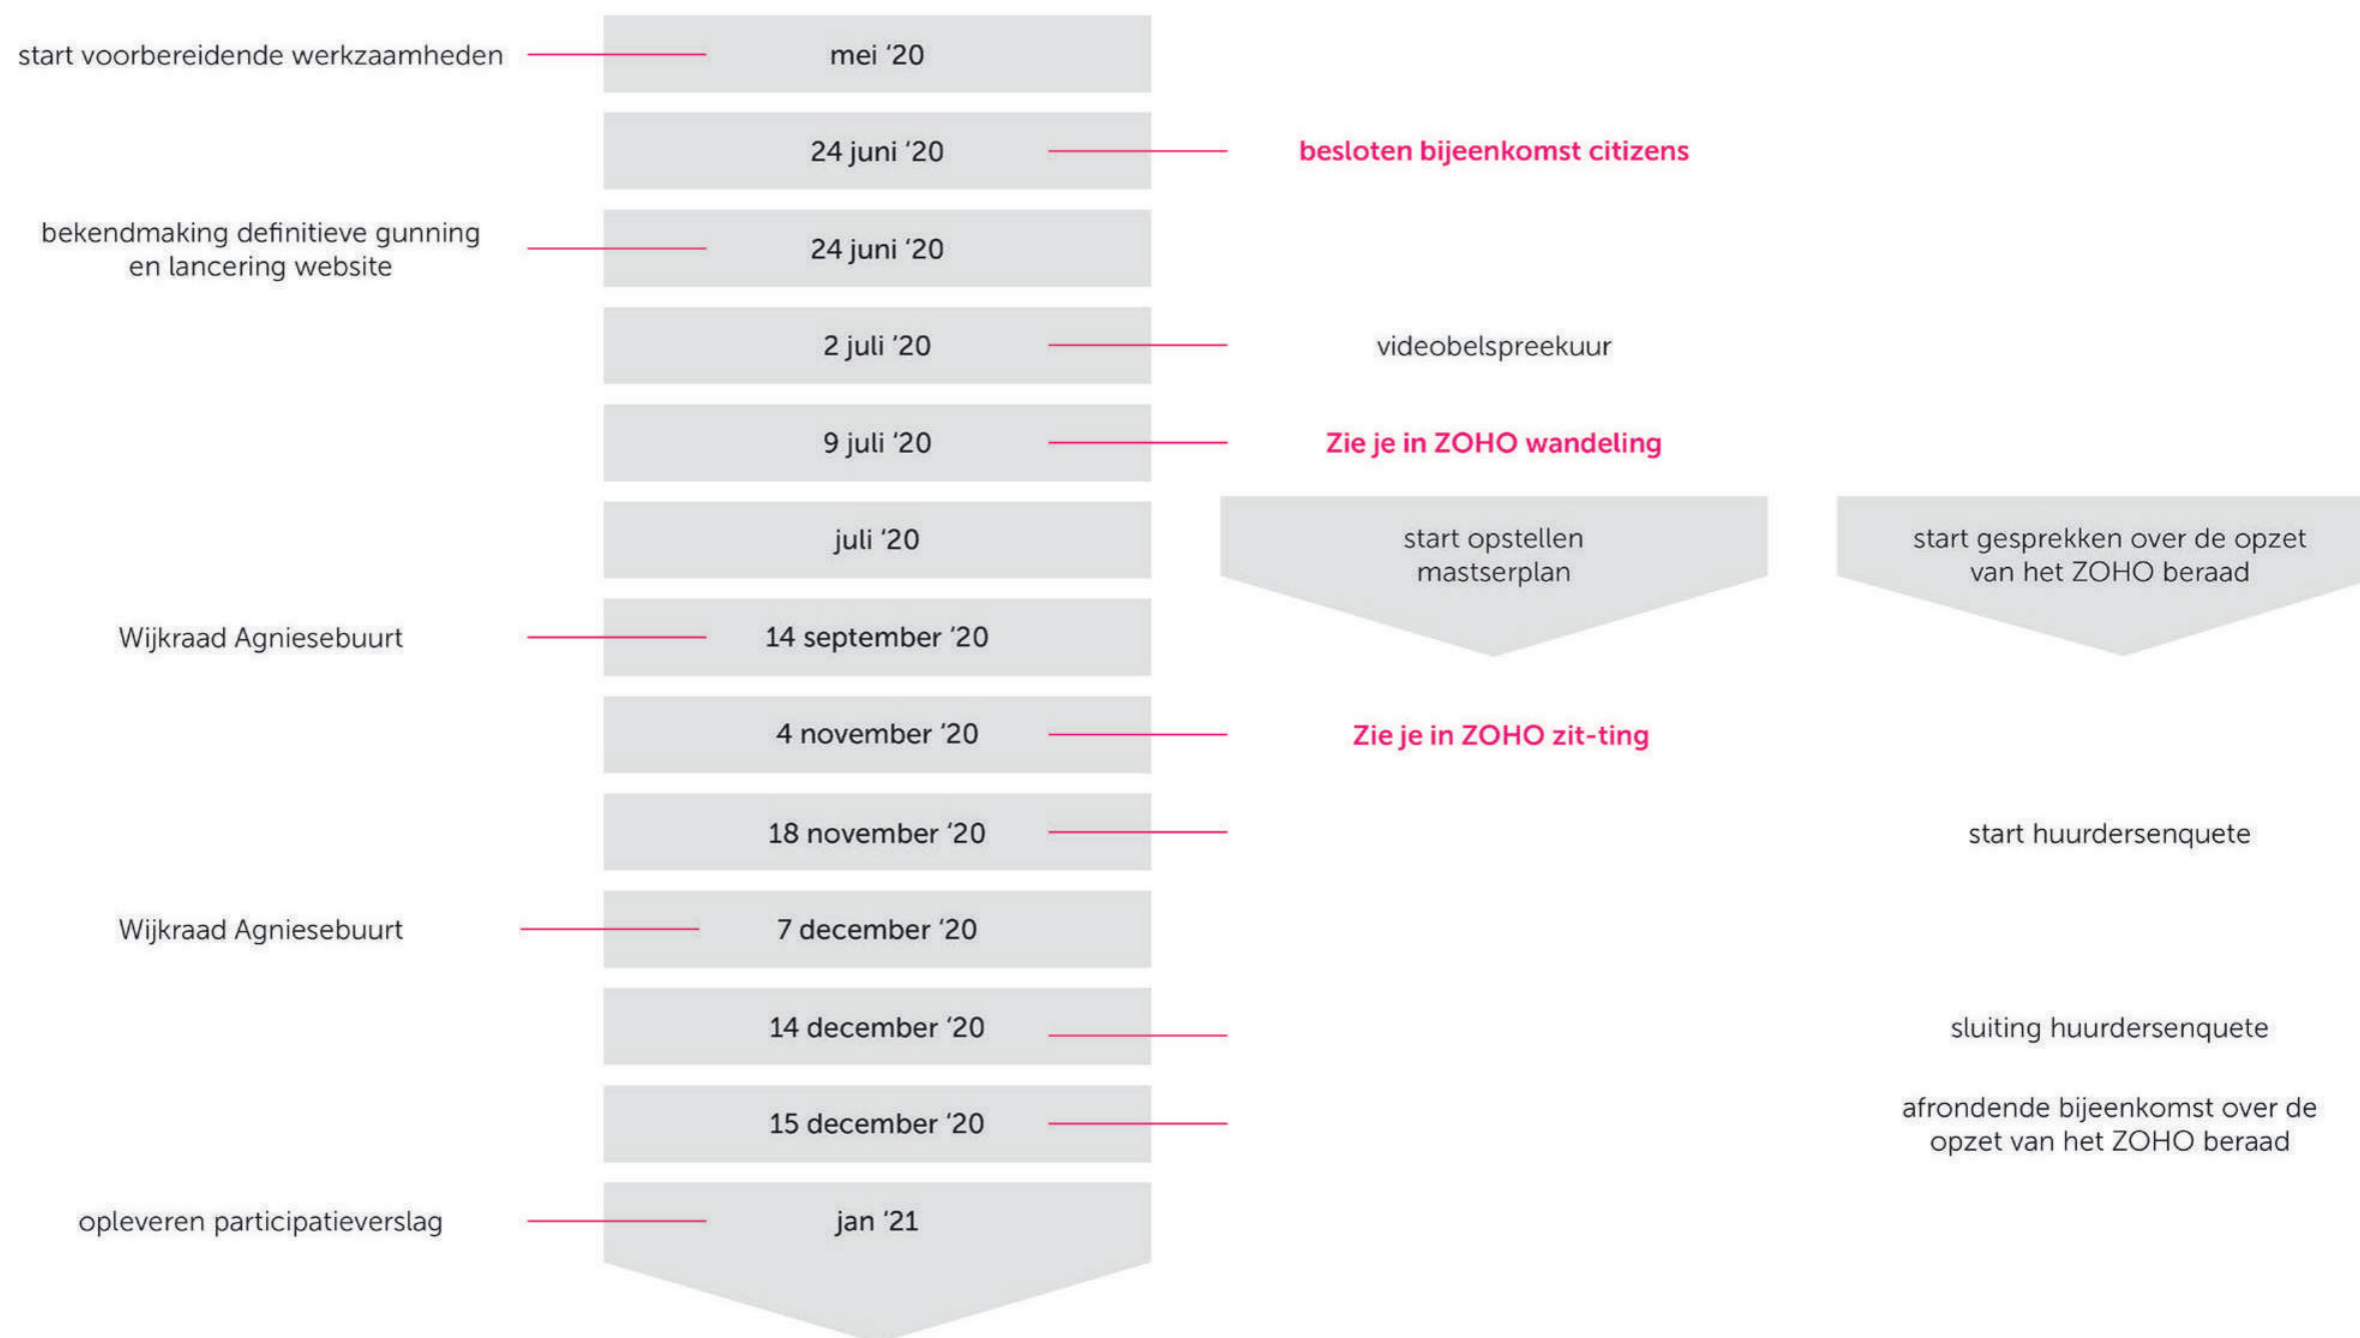 start voorbereidende werkzaamheden
mei ‘20
24 juni ‘20
besloten bijeenkomst citizens
bekendmaking definitieve gunning
en lancering website
24 juni ‘20
2 juli ‘20
videobelspreekuur
9 juli ‘20
Zie je in ZOHO wandeling
juli ‘20
start opstellen
mastserplan
start gesprekken over de opzet
van het ZOHO beraad
Wijkraad Agniesebuurt
14 september ‘20
4 november ‘20
Zie je in ZOHO zit-ting
18 november ‘20
start huurdersenquete
Wijkraad Agniesebuurt
7 december ‘20
14 december ‘20
sluiting huurdersenquete
15 december ‘20
afrondende bijeenkomst over de
opzet van het ZOHO beraad
opleveren participatieverslag
jan ‘21